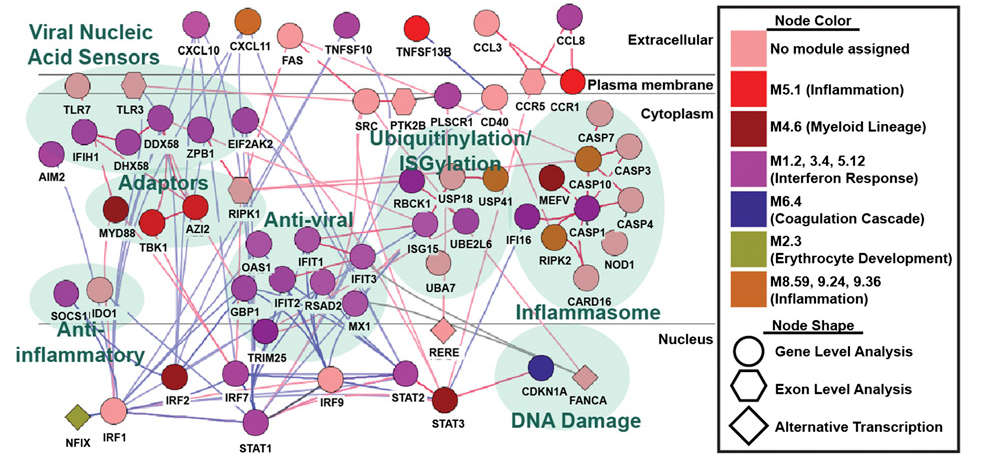 Viral Nucleic
Acid Sensors
CXCL10
CXCL11
FAS
TNFSF10
TNFSF13B
CCL3
CCL8
Extracellular
Plasma membrane
Cytoplasm
TLR7
TLR3
SRC
PTK2B
PLSCR1
CD40
CCR5
CCR1
IFIH1
DHX58
DDX58
ZPB1
EIF2AK2
AIM2
Ubiquitinylation/
ISGylation
CASP7
CASP3
CASP10
MEFV
CASP4
CASP1
IFI16
RIPK2
NOD1
CARD16
Inflammasome
Adaptors
MYD88
TBK1
AZI2
RIPK1
RBCK1
USP18
USP41
ISG15
UBE2L6
UBA7
Anti-viral
OAS1
IFIT1
IFIT3
IFIT2
RSAD2
GBP1
MX1
TRIM25
SOCS1
IDO1
Anti-
inflammatory
RERE
Nucleus
IRF2
IRF7
IRF9
STAT2
STAT3
CDKN1A
FANCA
DNA Damage
NFIX
IRF1
STAT1
Node Color
No module assigned
M5.1 (Inflammation)
M4.6 (Myeloid Lineage)
M1.2, 3.4, 5.12
(Interferon Response)
M6.4
(Coagulation Cascade)
M2.3
(Erythrocyte Development)
M8.59, 9.24, 9.36
(Inflammation)
Node Shape
Gene Level Analysis
Exon Level Analysis
Alternative Transcription